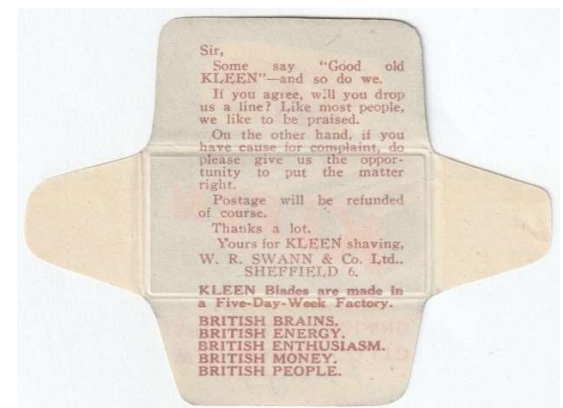 Sir,
Some say "Good old
KLEEN"—and so do we.
If you agree, will you drop
us a line? Like most people,
we like to be praised.
On the other hand, if you
have cause for complaint, do
please give us the oppor-
tunity to put the matter
right.
Postage will be refunded
of course.
Thanks a lot.
Yours for KLEEN shaving,
W. R. SWANN & Co. Ltd..
SHEFFIELD 6.
KLEEN Blades are made in
a Five-Day-Week Factory.
BRITISH BRAINS.
BRITISH ENERGY.
BRITISH ENTHUSIASM.
BRITISH MONEY.
BRITISH PEOPLE.